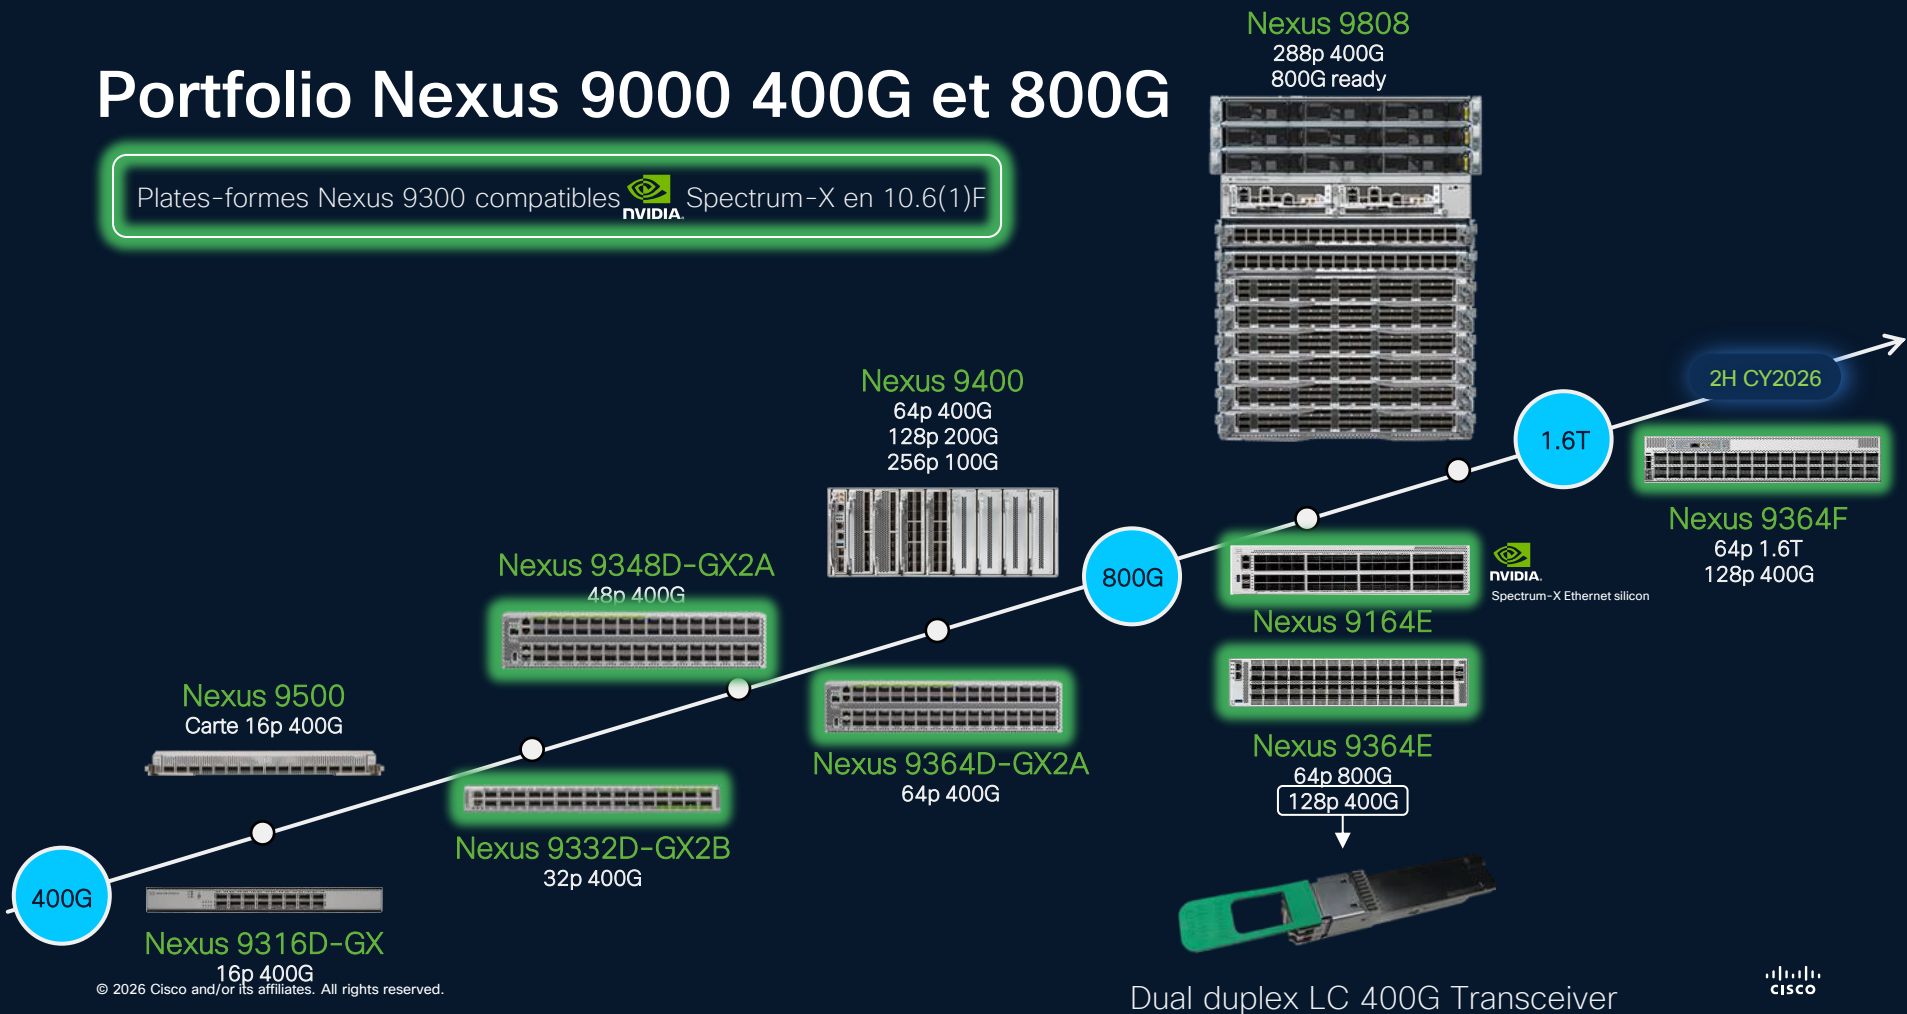 Portfolio Nexus 9000 400G et 800G
Plates-formes Nexus 9300 compatibles NVIDIA. Spectrum-X en 10.6(1)F
Nexus 9808
288p 400G
800G ready
Nexus 9400
64p 400G
128p 200G
256p 100G
2H CY2026
1.6T
Nexus 9364F
64p 1.6T
128p 400G
Nexus 9348D-GX2A
48p 400G
800G
NVIDIA.
Spectrum-X Ethernet silicon
Nexus 9164E
Nexus 9500
Carte 16p 400G
Nexus 9364D-GX2A
64p 400G
Nexus 9364E
64p 800G
128p 400G
Nexus 9332D-GX2B
32p 400G
400G
Nexus 9316D-GX
16p 400G
© 2026 Cisco and/or its affiliates. All rights reserved.
Dual duplex LC 400G Transceiver
CISCO